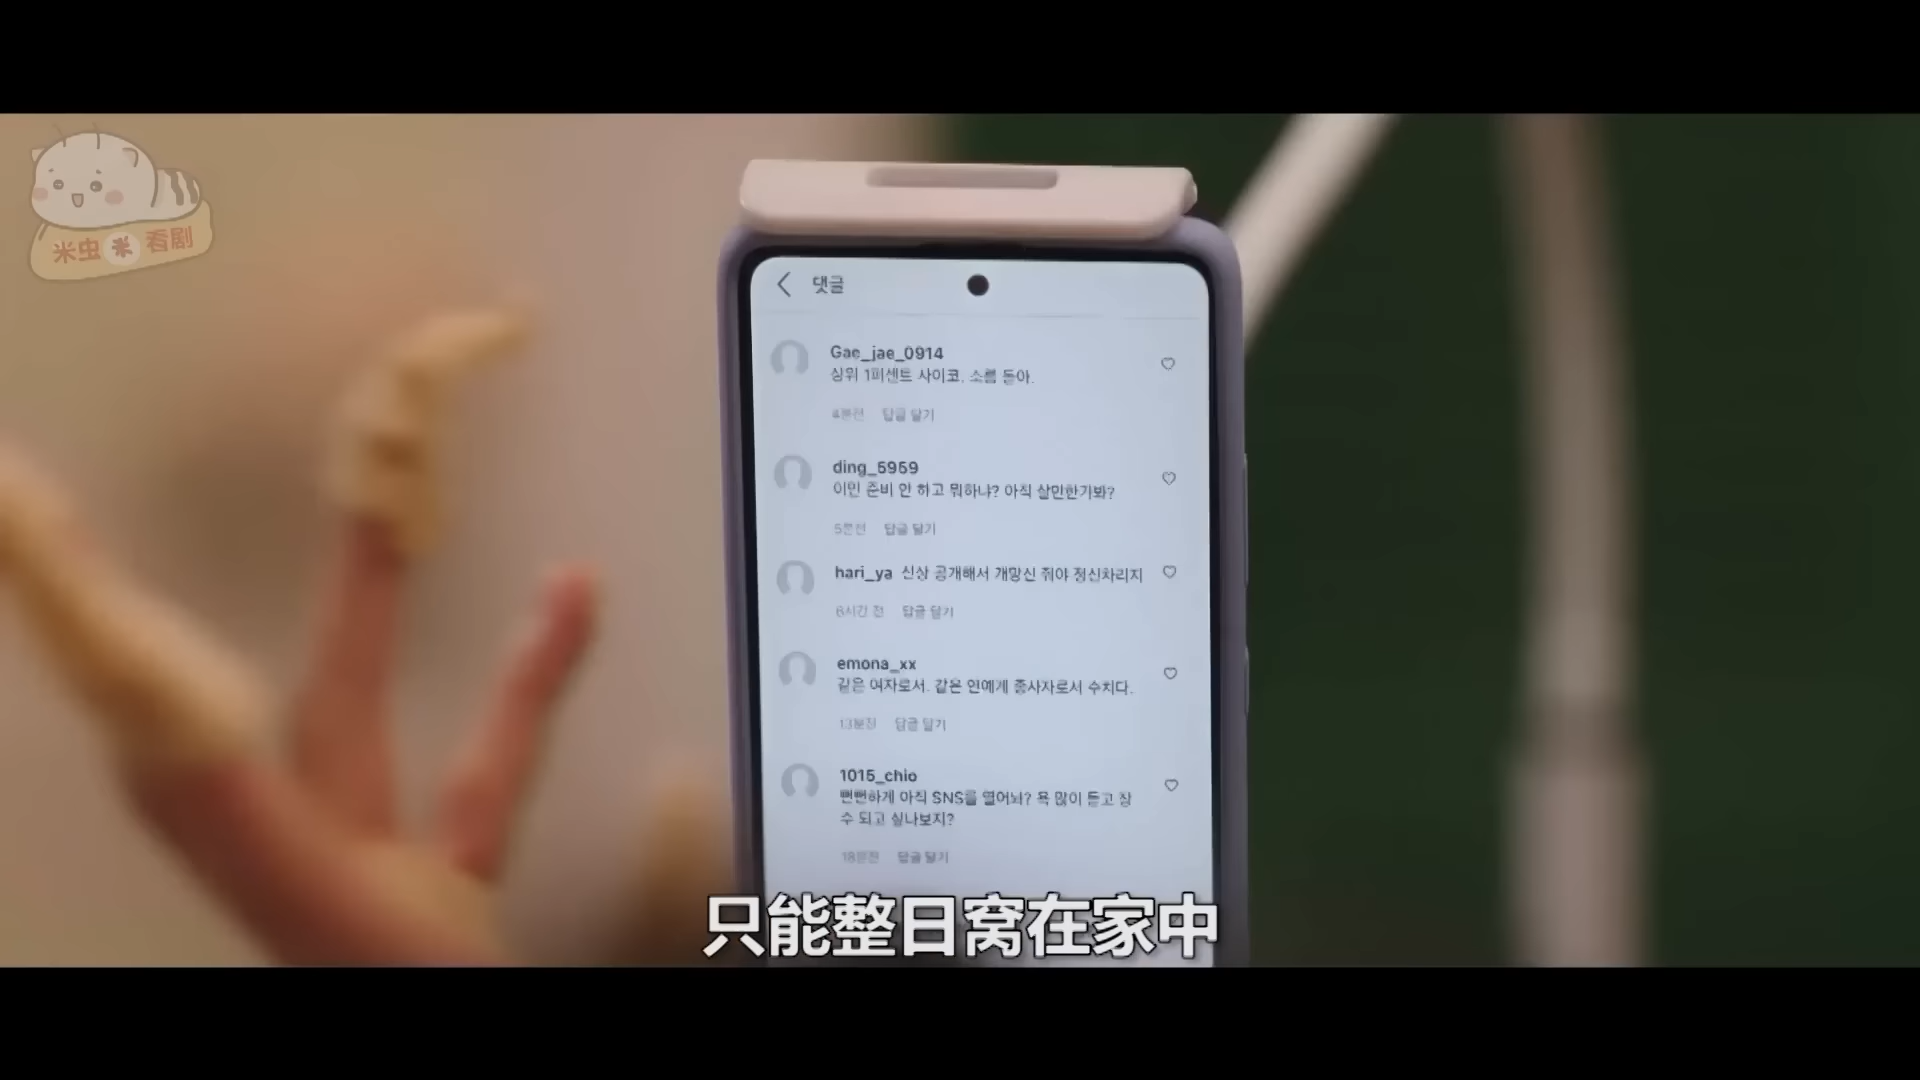 米虫米看剧
댓글
Gae_jae_0914
상위 1퍼센트 사이코. 소름 돋아.
4분전 답글 달기
ding_5959
이민 준비 안 하고 뭐하냐? 아직 살만한가봐?
5분전 답글 달기
hari_ya 신상 공개해서 개망신 줘야 정신차리지
6시간 전 답글 달기
emona_xx
같은 여자로서. 같은 연예계 종사자로서 수치다.
13분전 답글 달기
1015_chio
뻔뻔하게 아직 SNS를 열어놔? 욕 많이 듣고 장
수 되고 싶나보지?
18분전 답글 달기
只能整日窝在家中